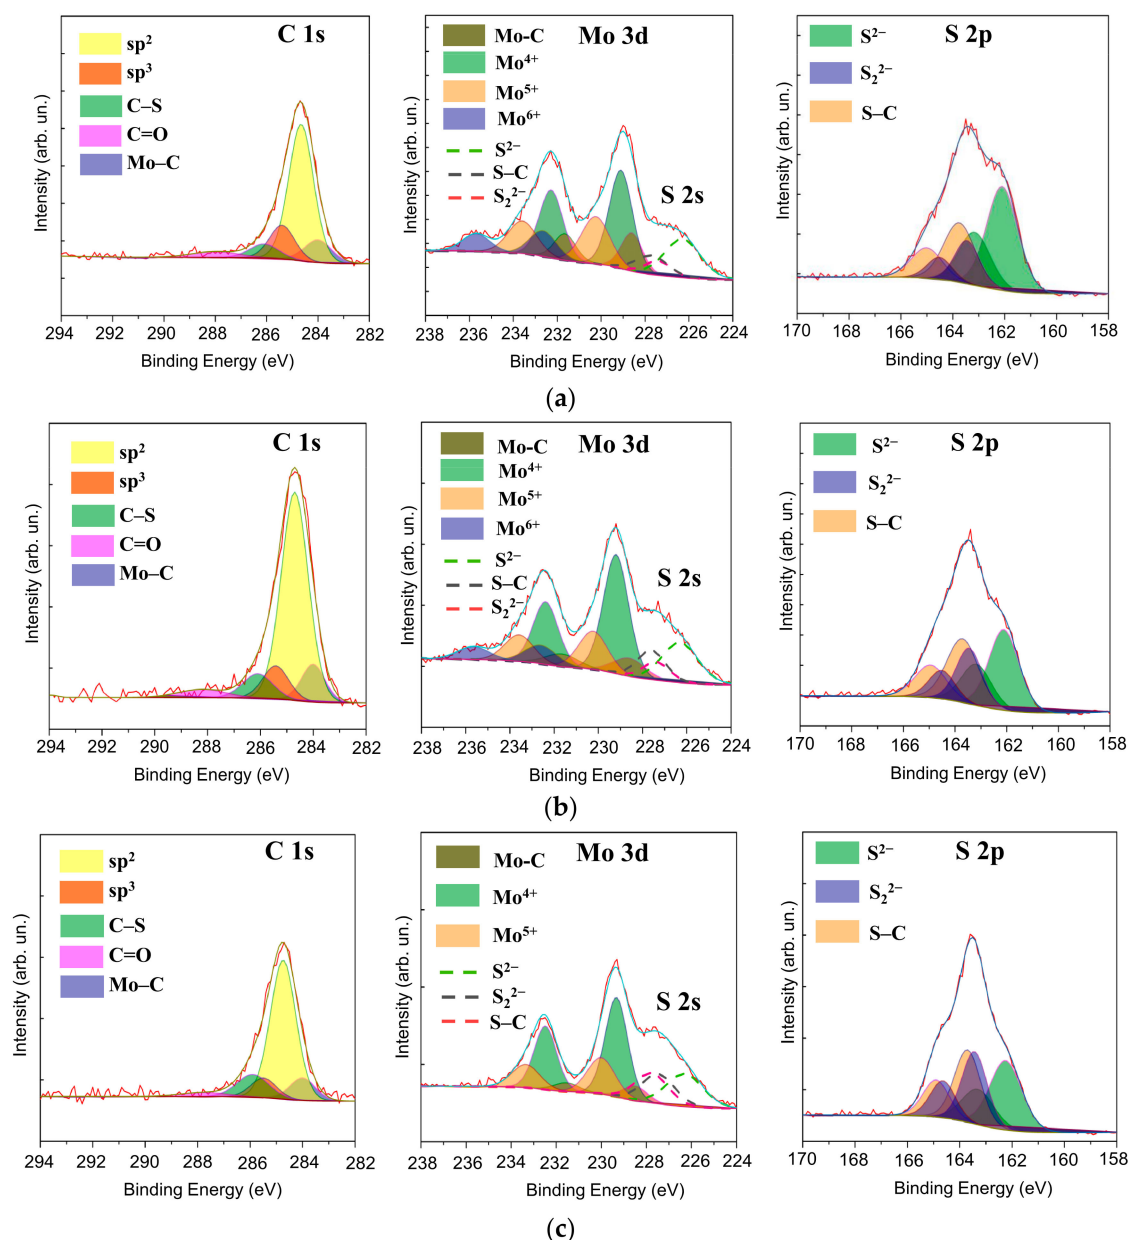 C 1s
sp²
sp³
C–S
C=O
Mo–C
Intensity (arb. un.)
294 292 290 288 286 284 282
Binding Energy (eV)
Mo 3d
Mo-C
Mo⁴⁺
Mo⁵⁺
Mo⁶⁺
S²⁻
S–C
S₂²⁻
S 2s
Intensity (arb. un.)
238 236 234 232 230 228 226 224
Binding Energy (eV)
S 2p
S²⁻
S₂²⁻
S–C
Intensity (arb. un.)
170 168 166 164 162 160 158
Binding Energy (eV)
(a)
C 1s
sp²
sp³
C–S
C=O
Mo–C
Intensity (arb. un.)
294 292 290 288 286 284 282
Binding Energy (eV)
Mo 3d
Mo-C
Mo⁴⁺
Mo⁵⁺
Mo⁶⁺
S²⁻
S–C
S₂²⁻
S 2s
Intensity (arb. un.)
238 236 234 232 230 228 226 224
Binding Energy (eV)
S 2p
S²⁻
S₂²⁻
S–C
Intensity (arb. un.)
170 168 166 164 162 160 158
Binding Energy (eV)
(b)
C 1s
sp²
sp³
C–S
C=O
Mo–C
Intensity (arb. un.)
294 292 290 288 286 284 282
Binding Energy (eV)
Mo 3d
Mo-C
Mo⁴⁺
Mo⁵⁺
S²⁻
S₂²⁻
S–C
S 2s
Intensity (arb. un.)
238 236 234 232 230 228 226 224
Binding Energy (eV)
S 2p
S²⁻
S₂²⁻
S–C
Intensity (arb. un.)
170 168 166 164 162 160 158
Binding Energy (eV)
(c)